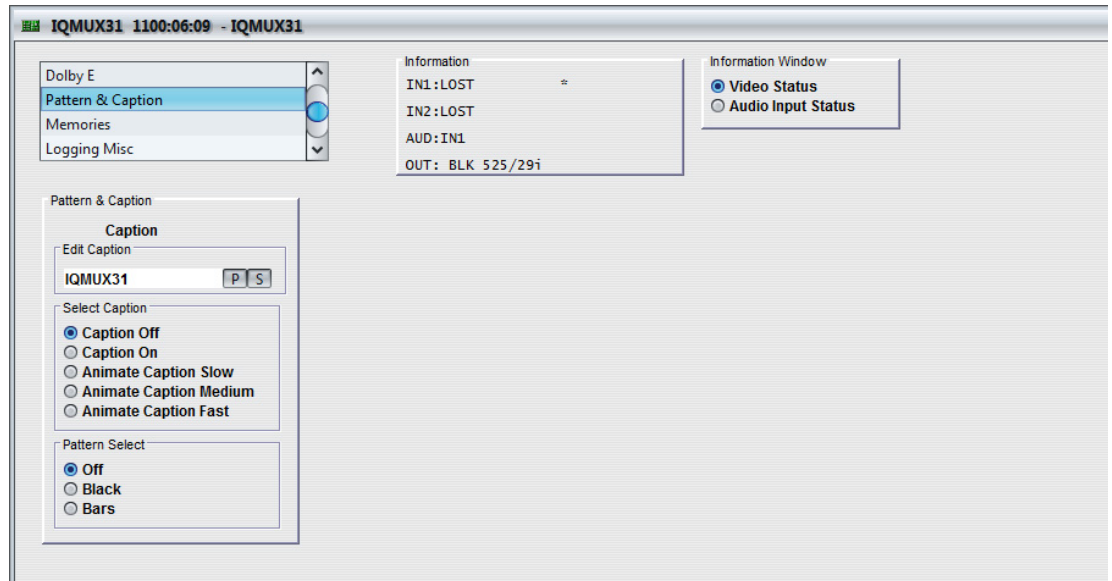 IQMUX31 1100:06:09 - IQMUX31
Dolby E
Pattern & Caption
Memories
Logging Misc
Information
IN1:LOST *
IN2:LOST
AUD:IN1
OUT: BLK 525/29i
Information Window
Video Status
Audio Input Status
Pattern & Caption
Caption
Edit Caption
IQMUX31 P S
Select Caption
Caption Off
Caption On
Animate Caption Slow
Animate Caption Medium
Animate Caption Fast
Pattern Select
Off
Black
Bars